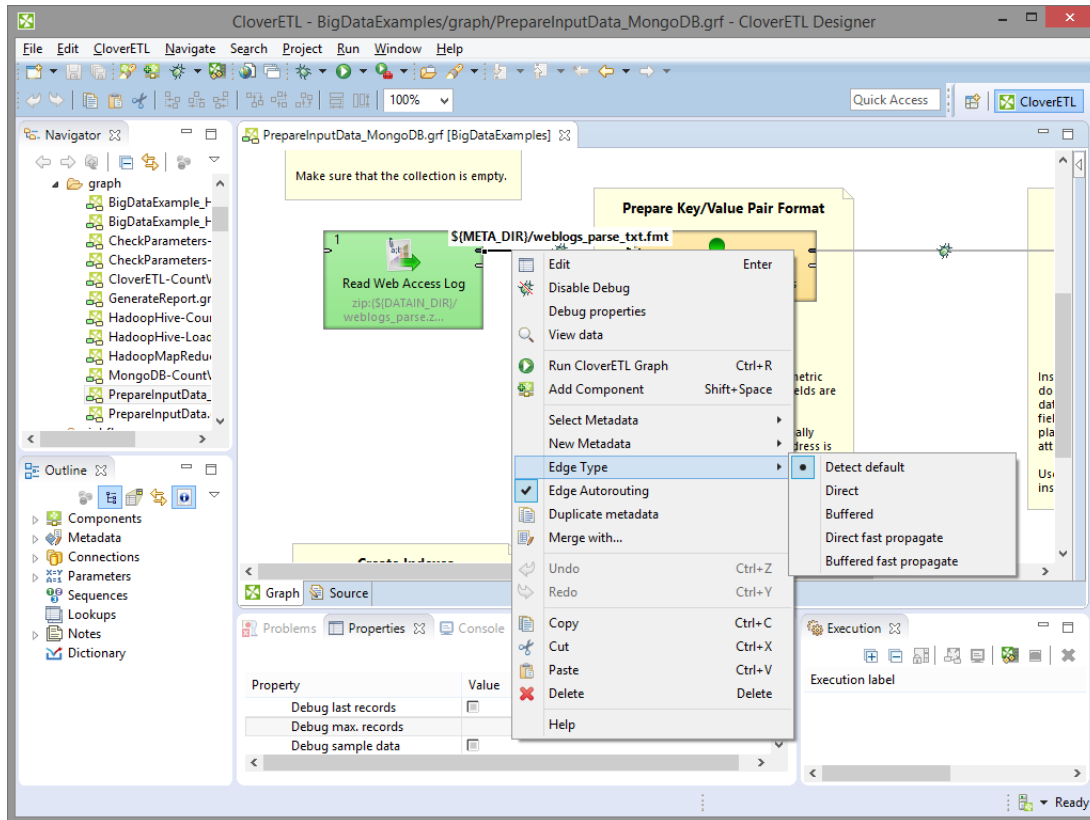 CloverETL - BigDataExamples/graph/PrepareInputData_MongoDB.grf - CloverETL Designer
File Edit CloverETL Navigate Search Project Run Window Help
100%
Quick Access
CloverETL
Navigator
graph
BigDataExample_H
BigDataExample_H
CheckParameters-
CheckParameters-
CloverETL-CountV
GenerateReport.gr
HadoopHive-Cou
HadoopHive-Load
HadoopMapRedu
MongoDB-CountV
PrepareInputData_
PrepareInputData.
PrepareInputData_MongoDB.grf [BigDataExamples]
Make sure that the collection is empty.
Prepare Key/Value Pair Format
${META_DIR}/weblogs_parse_txt.fmt
1
Read Web Access Log
zip:(${DATAIN_DIR}/
weblogs_parse.z...
Edit Enter
Disable Debug
Debug properties
View data
Run CloverETL Graph Ctrl+R
Add Component Shift+Space
Select Metadata
New Metadata
Edge Type
Edge Autorouting
Duplicate metadata
Merge with...
Undo Ctrl+Z
Redo Ctrl+Y
Copy Ctrl+C
Cut Ctrl+X
Paste Ctrl+V
Delete Delete
Help
Detect default
Direct
Buffered
Direct fast propagate
Buffered fast propagate
netric
elds are
ally
dress is
Ins
do
dat
fiel
pla
att
Us
ins
Outline
Components
Metadata
Connections
Parameters
Sequences
Lookups
Notes
Dictionary
Graph Source
Problems Properties Console
Property Value
Debug last records
Debug max. records
Debug sample data
Execution
Execution label
Ready